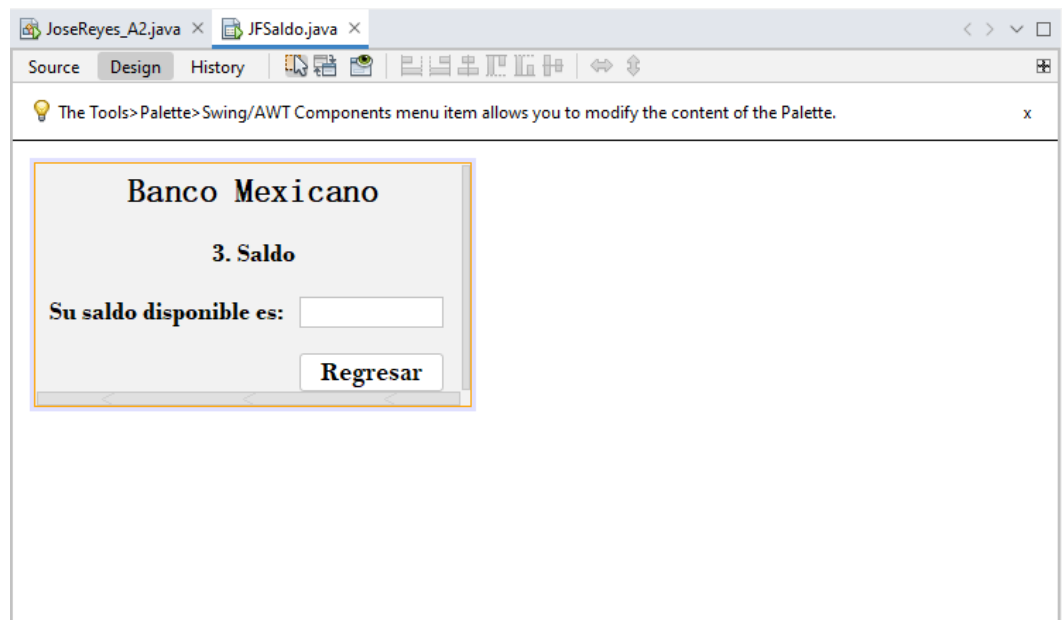 JoseReyes_A2.java JFSaldo.java
Source Design History
The Tools>Palette>Swing/AWT Components menu item allows you to modify the content of the Palette. x
Banco Mexicano
3. Saldo
Su saldo disponible es:
Regresar